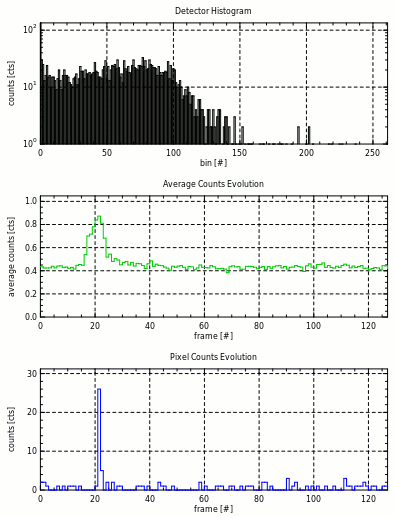 Detector Histogram
10²
10¹
10⁰
counts [cts]
0 50 100 150 200 250
bin [#]
Average Counts Evolution
1.0
0.8
0.6
0.4
0.2
0.0
average counts [cts]
0 20 40 60 80 100 120
frame [#]
Pixel Counts Evolution
30
20
10
0
counts [cts]
0 20 40 60 80 100 120
frame [#]